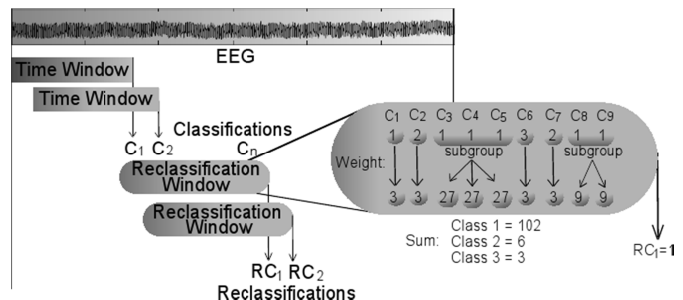 EEG
Time Window
Time Window
Classifications
C1 C2 Cn
Reclassification
Window
Reclassification
Window
RC1 RC2
Reclassifications
C1 C2 C3 C4 C5 C6 C7 C8 C9
1 2 1 1 1 3 2 1 1
subgroup subgroup
Weight:
3 3 27 27 27 3 3 9 9
Class 1 = 102
Sum: Class 2 = 6
Class 3 = 3
RC1=1